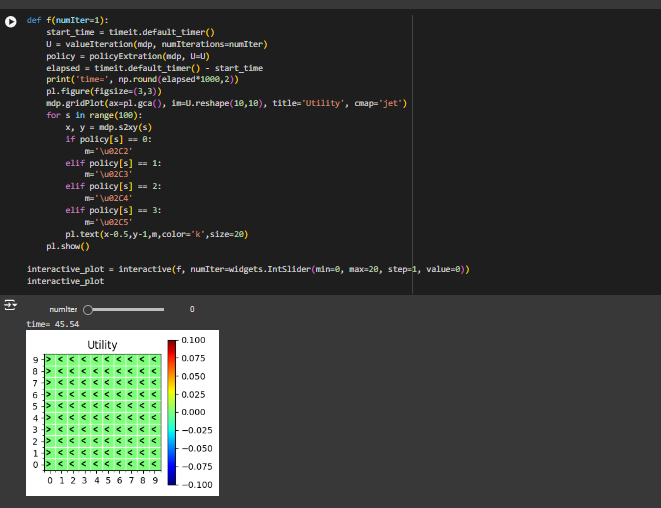 def f(numIter=1):
    start_time = timeit.default_timer()
    U = valueIteration(mdp, numIterations=numIter)
    policy = policyExtration(mdp, U=U)
    elapsed = timeit.default_timer() - start_time
    print('time=', np.round(elapsed*1000,2))
    pl.figure(figsize=(3,3))
    mdp.gridPlot(ax=pl.gca(), im=U.reshape(10,10), title='Utility', cmap='jet')
    for s in range(100):
        x, y = mdp.s2xy(s)
        if policy[s] == 0:
            m='\u02C2'
        elif policy[s] == 1:
            m='\u02C3'
        elif policy[s] == 2:
            m='\u02C4'
        elif policy[s] == 3:
            m='\u02C5'
        pl.text(x-0.5,y-1,m,color='k',size=20)
    pl.show()
interactive_plot = interactive(f, numIter=widgets.IntSlider(min=0, max=20, step=1, value=0))
interactive_plot
numIter 0
time= 45.54
Utility
9 > < < < < < < < < <
8 > < < < < < < < < <
7 > < < < < < < < < <
6 > < < < < < < < < <
5 > < < < < < < < < <
4 > < < < < < < < < <
3 > < < < < < < < < <
2 > < < < < < < < < <
1 > < < < < < < < < <
0 > < < < < < < < < <
0 1 2 3 4 5 6 7 8 9
0.100
0.075
0.050
0.025
0.000
−0.025
−0.050
−0.075
−0.100